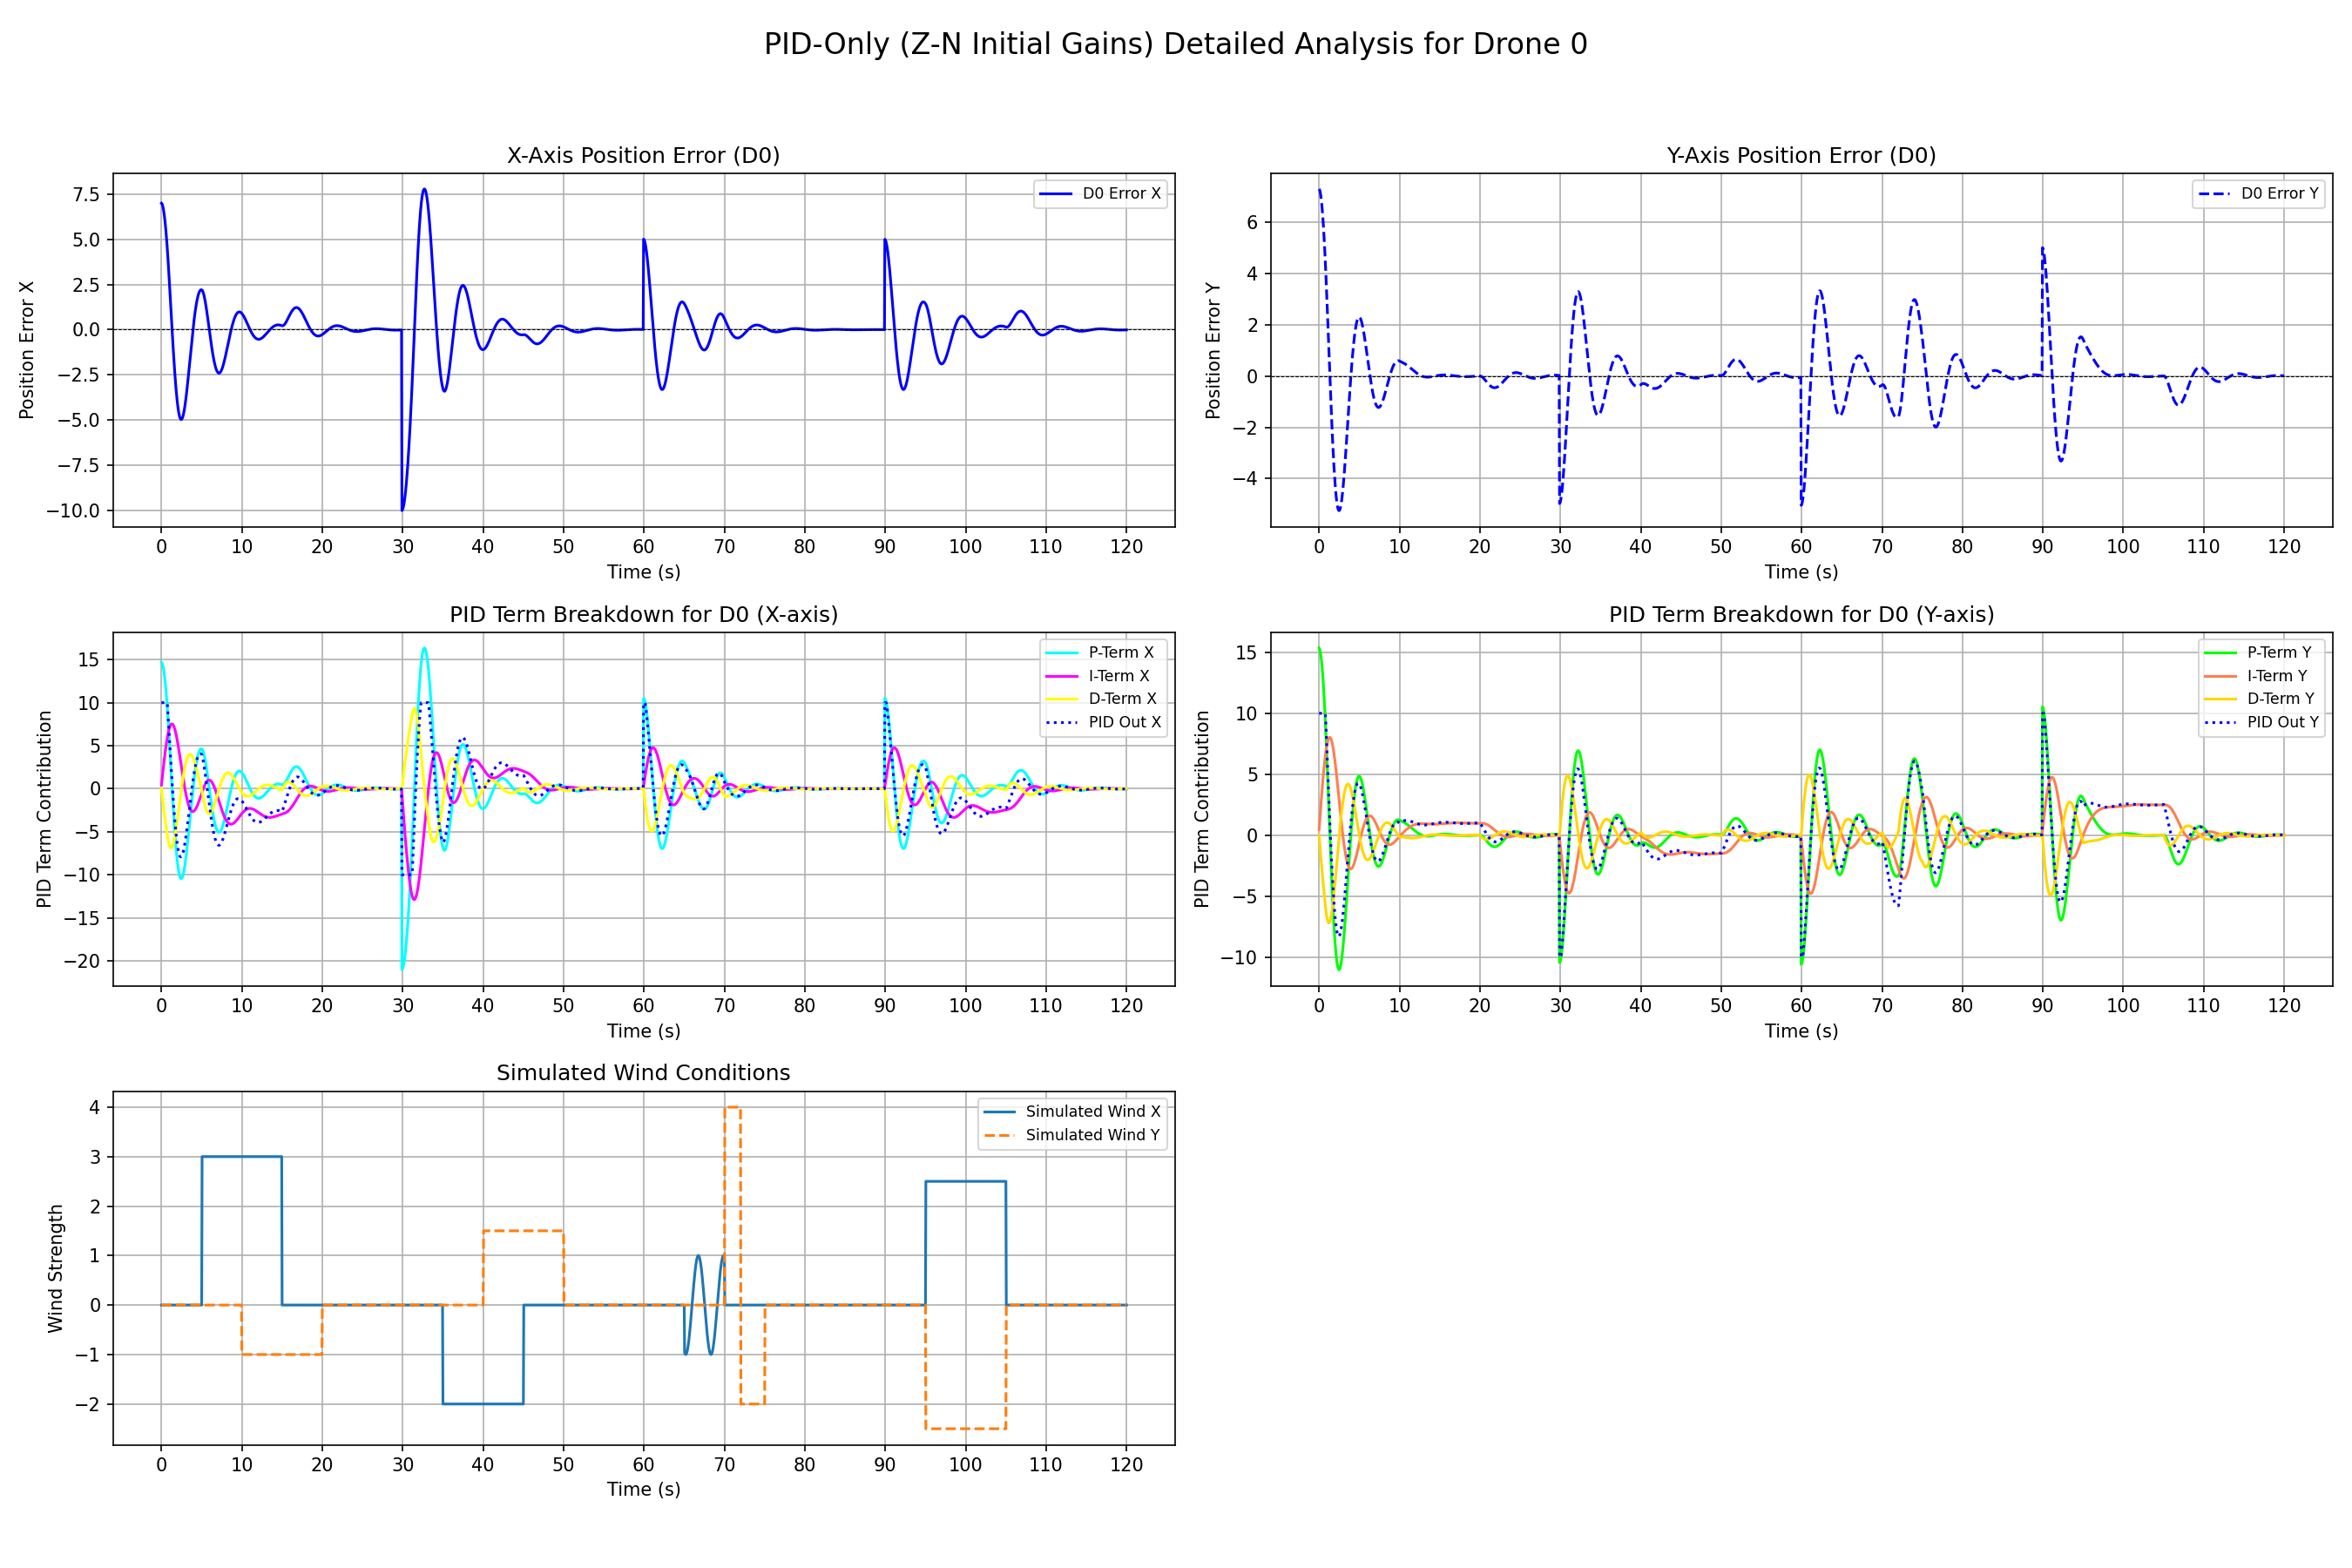 PID-Only (Z-N Initial Gains) Detailed Analysis for Drone 0
X-Axis Position Error (D0)
Position Error X
7.5
5.0
2.5
0.0
−2.5
−5.0
−7.5
−10.0
D0 Error X
0 10 20 30 40 50 60 70 80 90 100 110 120
Time (s)
Y-Axis Position Error (D0)
Position Error Y
6
4
2
0
−2
−4
D0 Error Y
0 10 20 30 40 50 60 70 80 90 100 110 120
Time (s)
PID Term Breakdown for D0 (X-axis)
PID Term Contribution
15
10
5
0
−5
−10
−15
−20
P-Term X
I-Term X
D-Term X
PID Out X
0 10 20 30 40 50 60 70 80 90 100 110 120
Time (s)
PID Term Breakdown for D0 (Y-axis)
PID Term Contribution
15
10
5
0
−5
−10
P-Term Y
I-Term Y
D-Term Y
PID Out Y
0 10 20 30 40 50 60 70 80 90 100 110 120
Time (s)
Simulated Wind Conditions
Wind Strength
4
3
2
1
0
−1
−2
Simulated Wind X
Simulated Wind Y
0 10 20 30 40 50 60 70 80 90 100 110 120
Time (s)